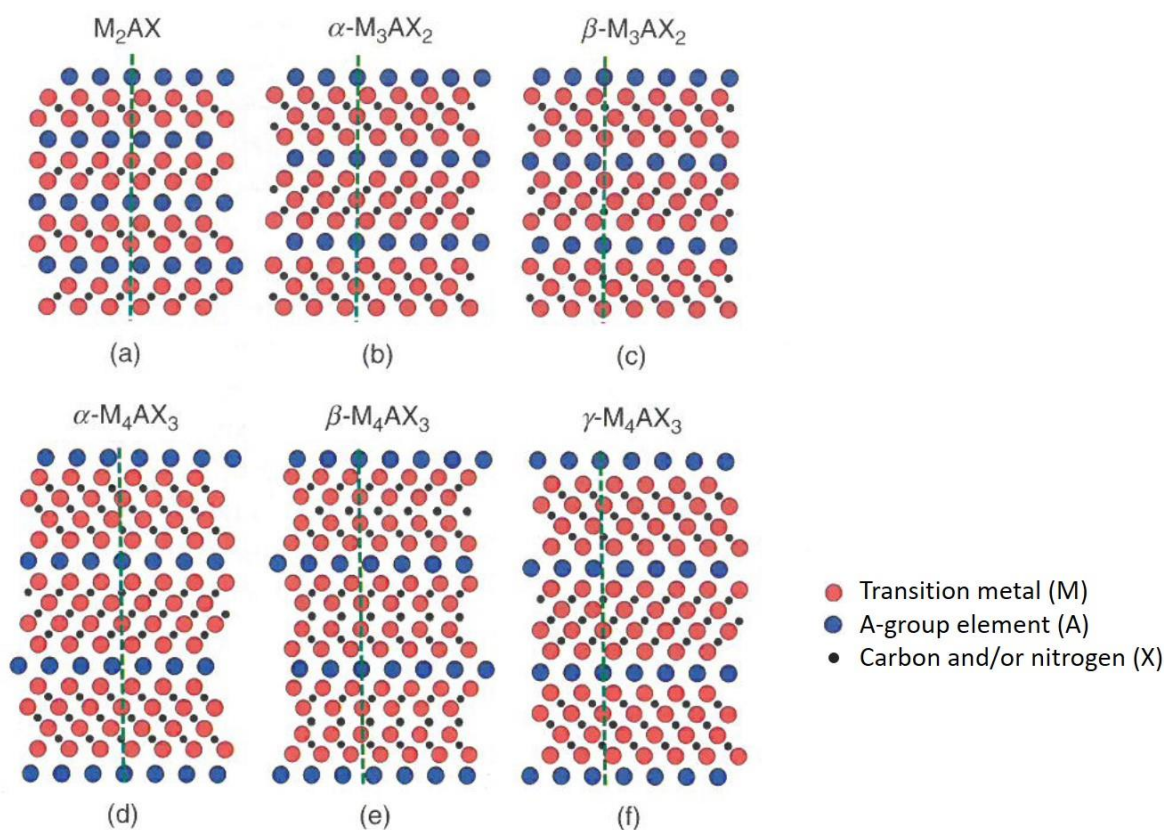 M₂AX α-M₃AX₂ β-M₃AX₂
(a) (b) (c)
α-M₄AX₃ β-M₄AX₃ γ-M₄AX₃
Transition metal (M)
A-group element (A)
Carbon and/or nitrogen (X)
(d) (e) (f)